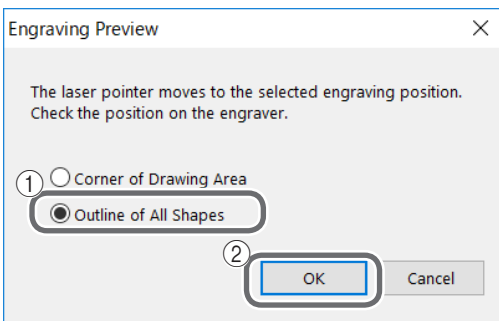 Engraving Preview
The laser pointer moves to the selected engraving position.
Check the position on the engraver.
① Corner of Drawing Area
Outline of All Shapes
②
OK Cancel